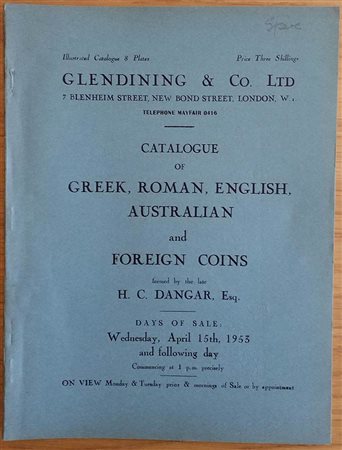 Spare
Illustrated Catalogue 8 Plates Price Three Shillings
GLENDINING & CO. LTD
7 BLENHEIM STREET, NEW BOND STREET, LONDON, W.1
TELEPHONE MAYFAIR 0416
CATALOGUE
OF
GREEK, ROMAN, ENGLISH,
AUSTRALIAN
and
FOREIGN COINS
formed by the late
H. C. DANGAR, Esq.
DAYS OF SALE:
Wednesday, April 15th, 1953
and following day
Commencing at 1 p.m. precisely
ON VIEW Monday & Tuesday prior & mornings of Sale or by appointment